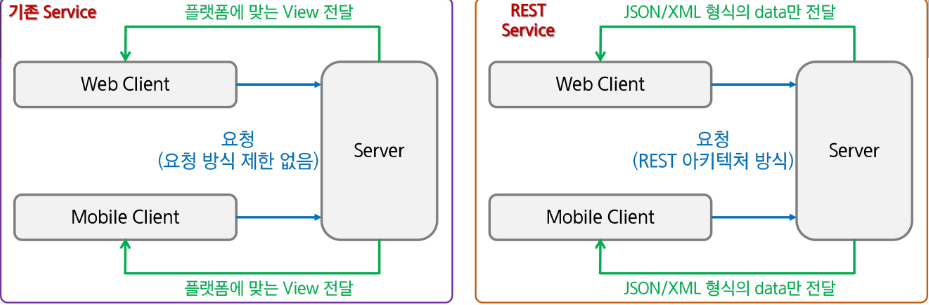 기존 Service
플랫폼에 맞는 View 전달
Web Client
요청
(요청 방식 제한 없음)
Server
Mobile Client
플랫폼에 맞는 View 전달
REST
Service
JSON/XML 형식의 data만 전달
Web Client
요청
(REST 아키텍처 방식)
Server
Mobile Client
JSON/XML 형식의 data만 전달